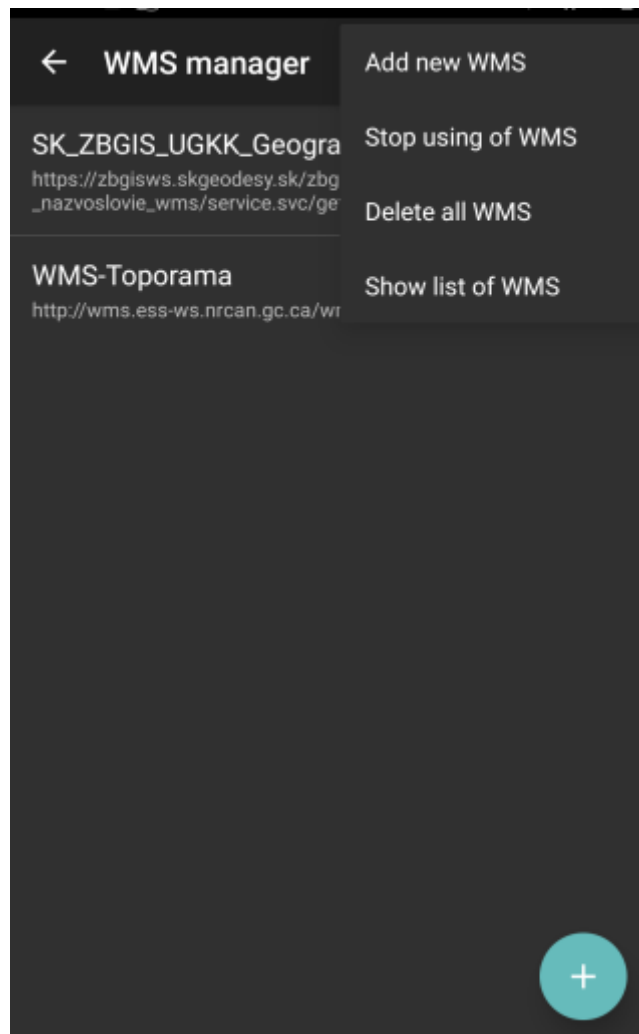 WMS manager
Add new WMS
Stop using of WMS
Delete all WMS
Show list of WMS
SK_ZBGIS_UGKK_Geogra
https://zbgisws.skgeodesy.sk/zbg
_nazvoslovie_wms/service.svc/ge
WMS-Toporama
http://wms.ess-ws.nrcan.gc.ca/w
+